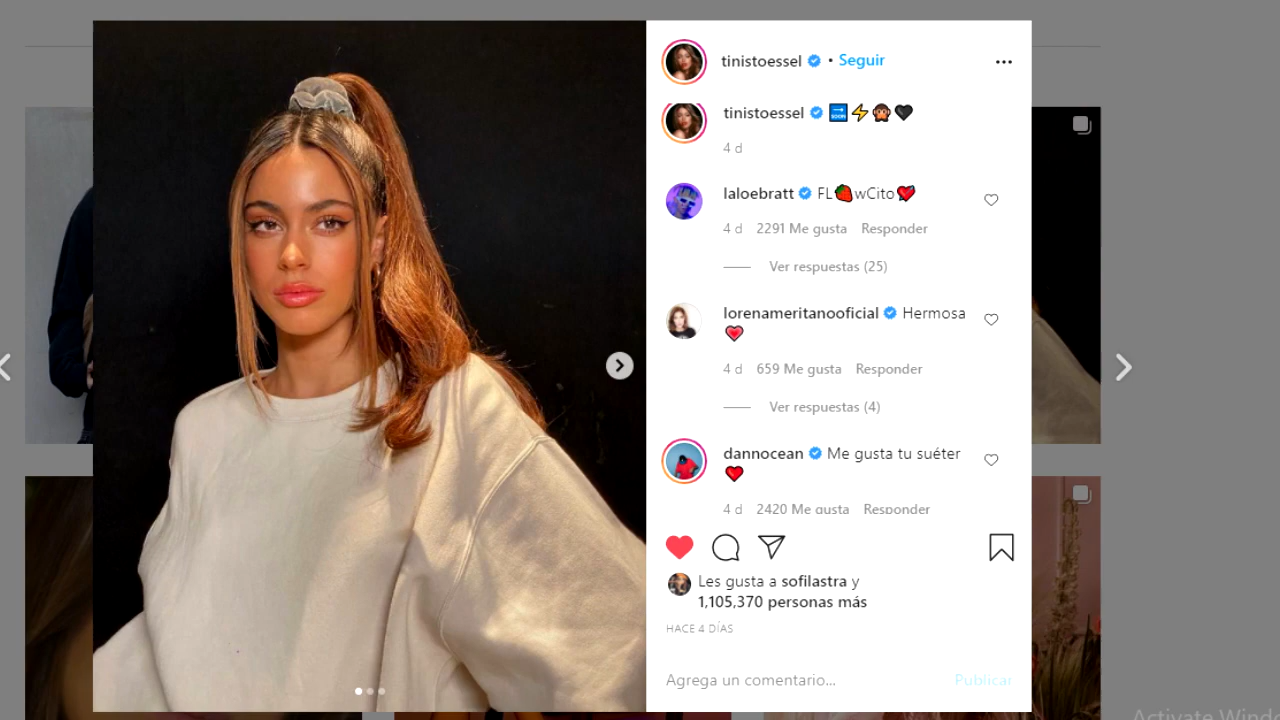 tinistoessel • Seguir
tinistoessel 🔜⚡🙊🖤
4 d
laloebratt FL🍓wCito💘
4 d 2291 Me gusta Responder
Ver respuestas (25)
lorenameritanooficial Hermosa
💗
4 d 659 Me gusta Responder
Ver respuestas (4)
dannocean Me gusta tu suéter
❤️
4 d 2420 Me gusta Responder
Les gusta a sofilastra y
1,105,370 personas más
HACE 4 DÍAS
Agrega un comentario... Publicar
Activate Wind